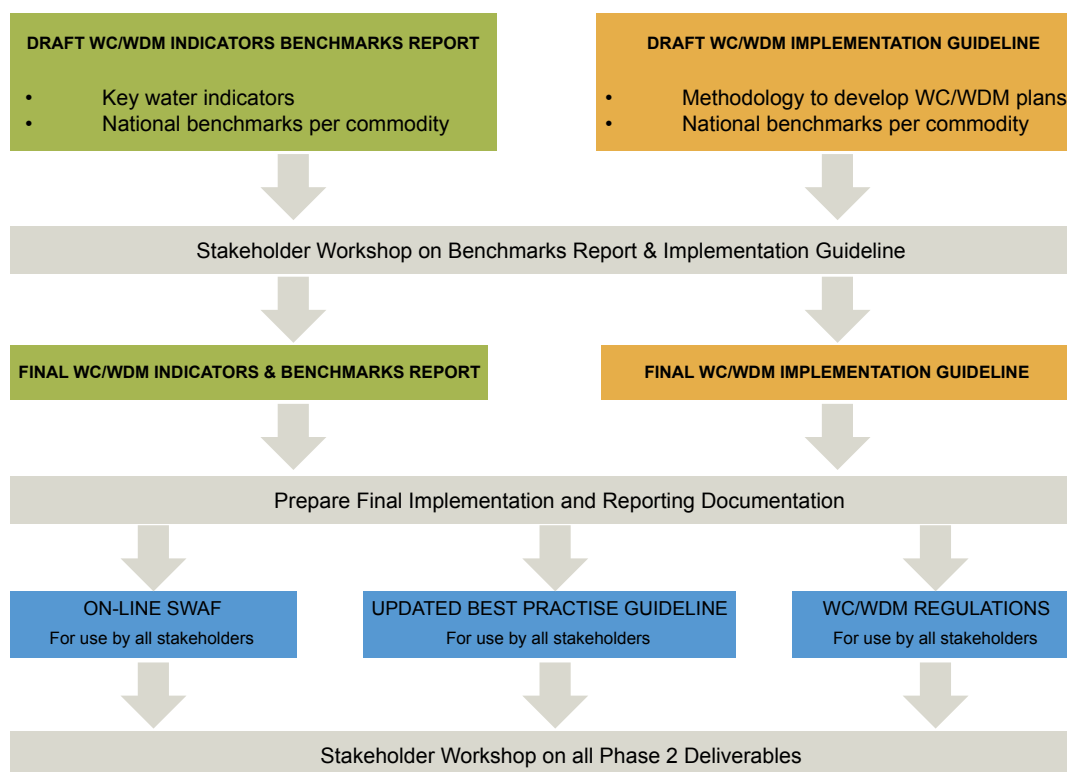 DRAFT WC/WDM INDICATORS BENCHMARKS REPORT
• Key water indicators
• National benchmarks per commodity
DRAFT WC/WDM IMPLEMENTATION GUIDELINE
• Methodology to develop WC/WDM plans
• National benchmarks per commodity
Stakeholder Workshop on Benchmarks Report & Implementation Guideline
FINAL WC/WDM INDICATORS & BENCHMARKS REPORT
FINAL WC/WDM IMPLEMENTATION GUIDELINE
Prepare Final Implementation and Reporting Documentation
ON-LINE SWAF
For use by all stakeholders
UPDATED BEST PRACTISE GUIDELINE
For use by all stakeholders
WC/WDM REGULATIONS
For use by all stakeholders
Stakeholder Workshop on all Phase 2 Deliverables